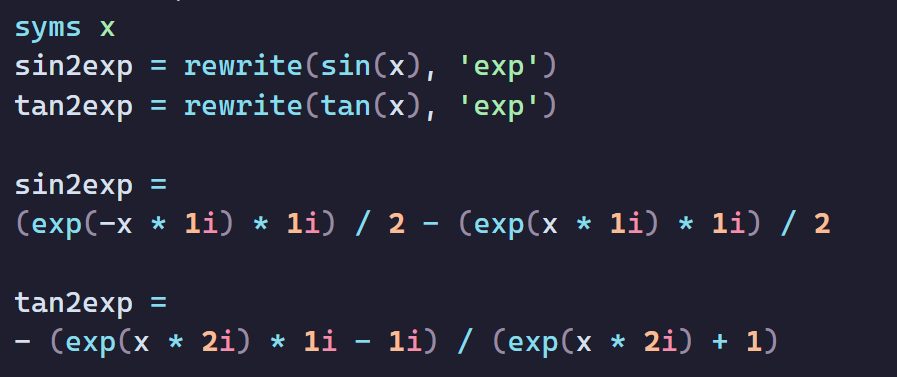 syms x
sin2exp = rewrite(sin(x), 'exp')
tan2exp = rewrite(tan(x), 'exp')
sin2exp =
(exp(-x * 1i) * 1i) / 2 - (exp(x * 1i) * 1i) / 2
tan2exp =
- (exp(x * 2i) * 1i - 1i) / (exp(x * 2i) + 1)